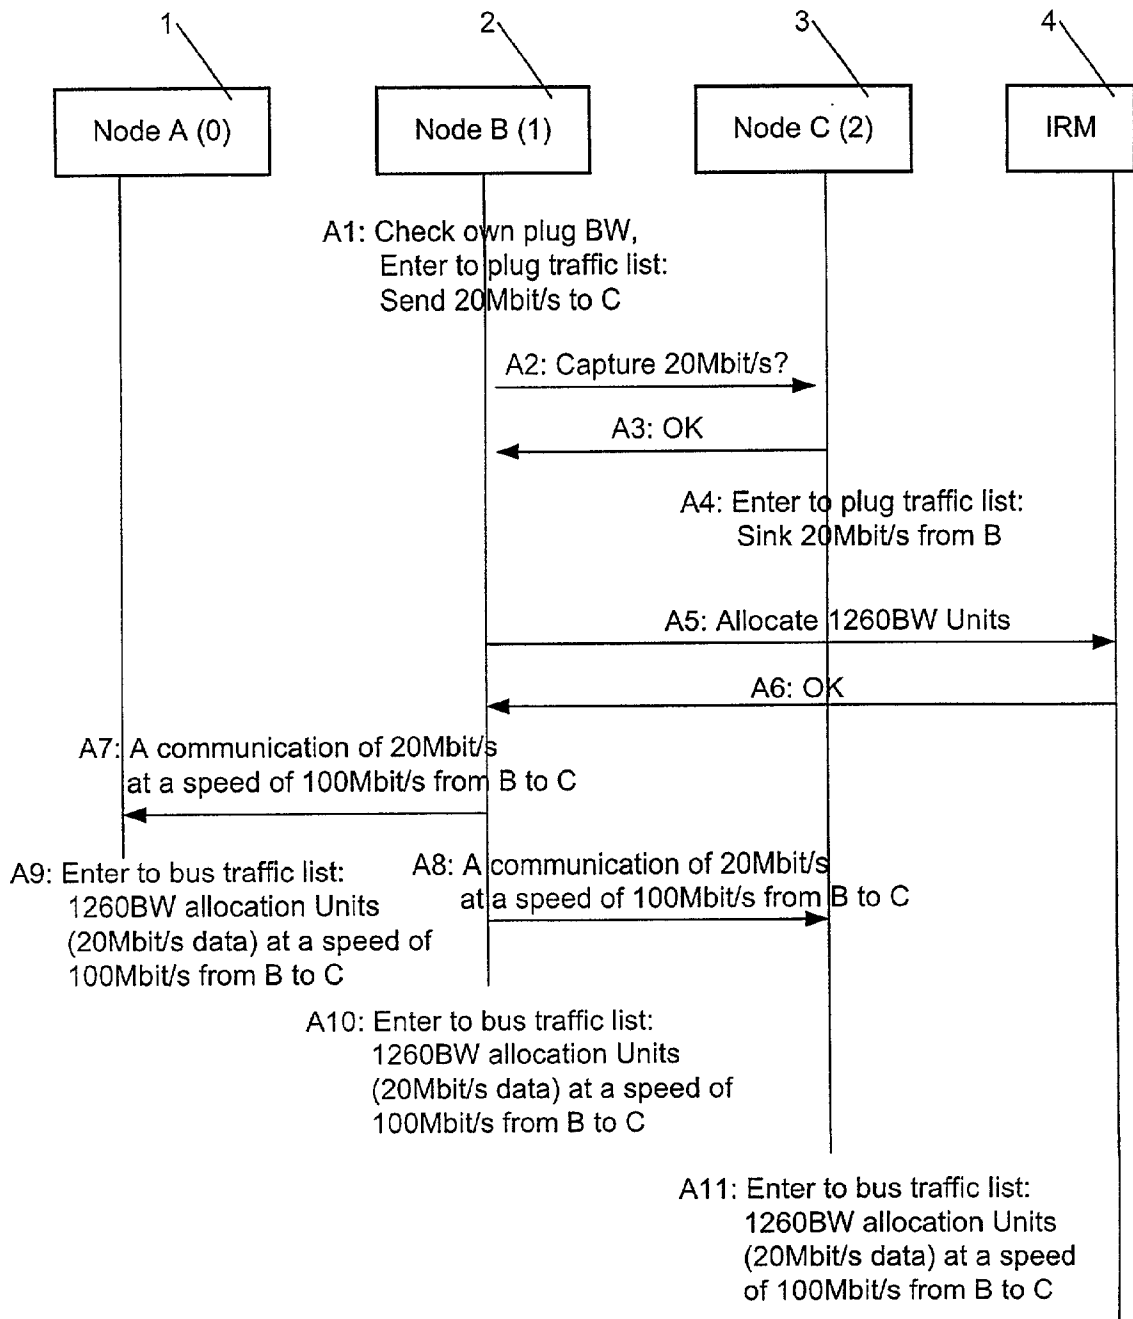 1
2
3
4
Node A (0)
Node B (1)
Node C (2)
IRM
A1: Check own plug BW,
Enter to plug traffic list:
Send 20Mbit/s to C
A2: Capture 20Mbit/s?
A3: OK
A4: Enter to plug traffic list:
Sink 20Mbit/s from B
A5: Allocate 1260BW Units
A6: OK
A7: A communication of 20Mbit/s
at a speed of 100Mbit/s from B to C
A8: A communication of 20Mbit/s
at a speed of 100Mbit/s from B to C
A9: Enter to bus traffic list:
1260BW allocation Units
(20Mbit/s data) at a speed of
100Mbit/s from B to C
A10: Enter to bus traffic list:
1260BW allocation Units
(20Mbit/s data) at a speed of
100Mbit/s from B to C
A11: Enter to bus traffic list:
1260BW allocation Units
(20Mbit/s data) at a speed
of 100Mbit/s from B to C